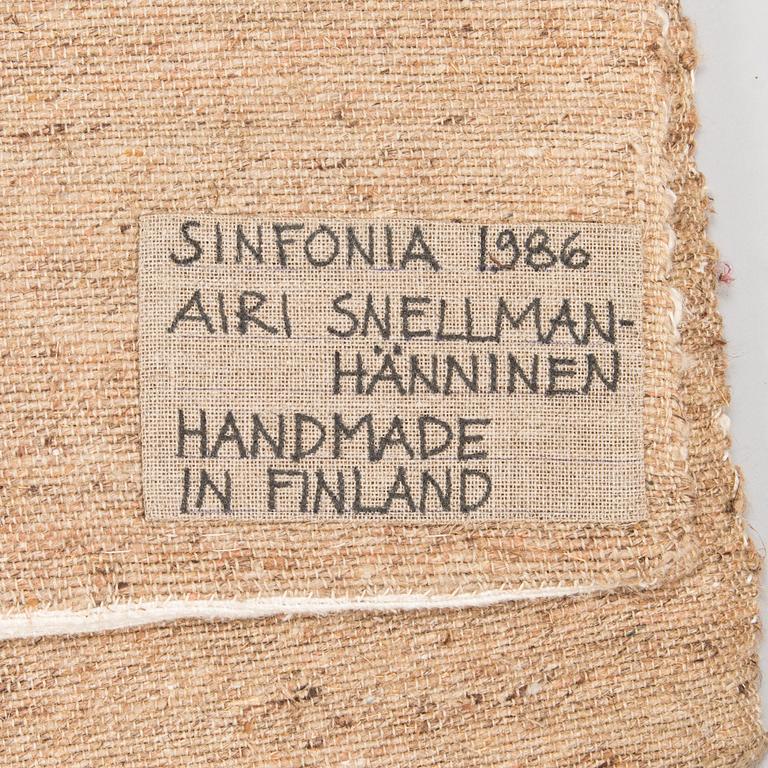 SINFONIA 1986
AIRI SNELLMAN-
HÄNNINEN
HANDMADE
IN FINLAND